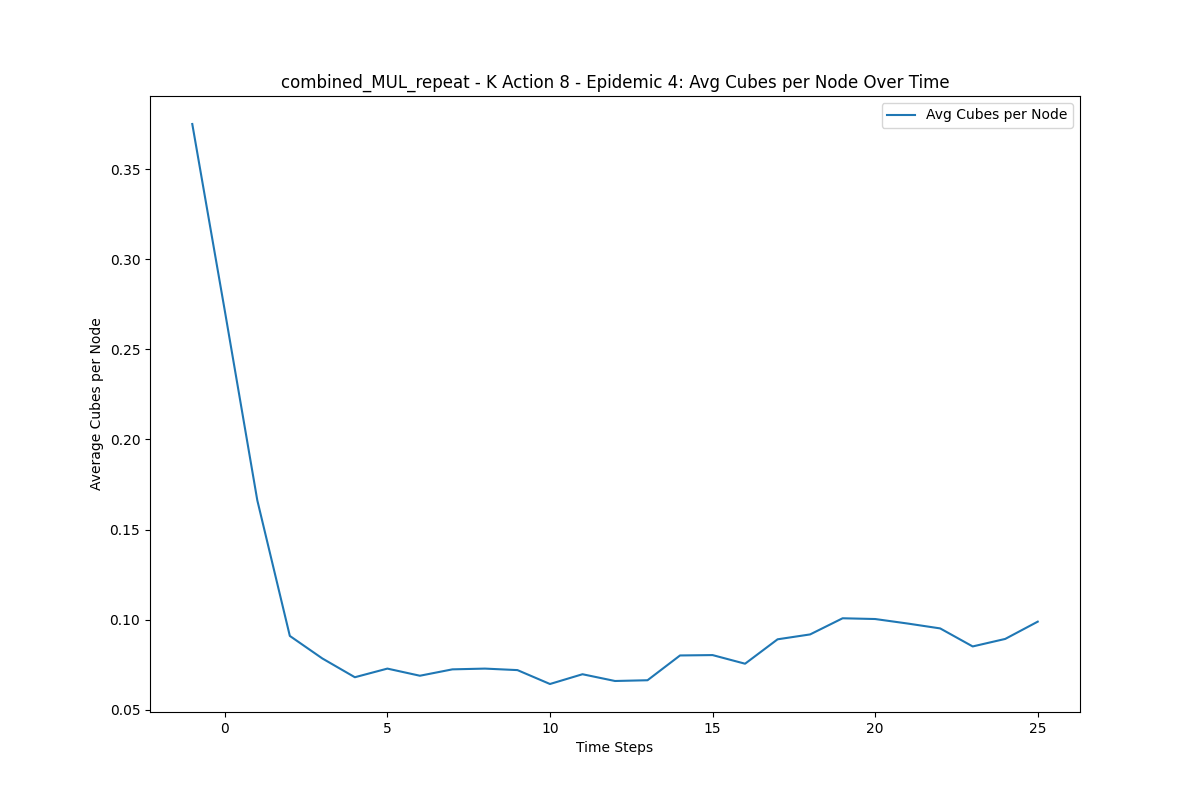 combined_MUL_repeat - K Action 8 - Epidemic 4: Avg Cubes per Node Over Time
Avg Cubes per Node
Average Cubes per Node
0.35
0.30
0.25
0.20
0.15
0.10
0.05
0 5 10 15 20 25
Time Steps